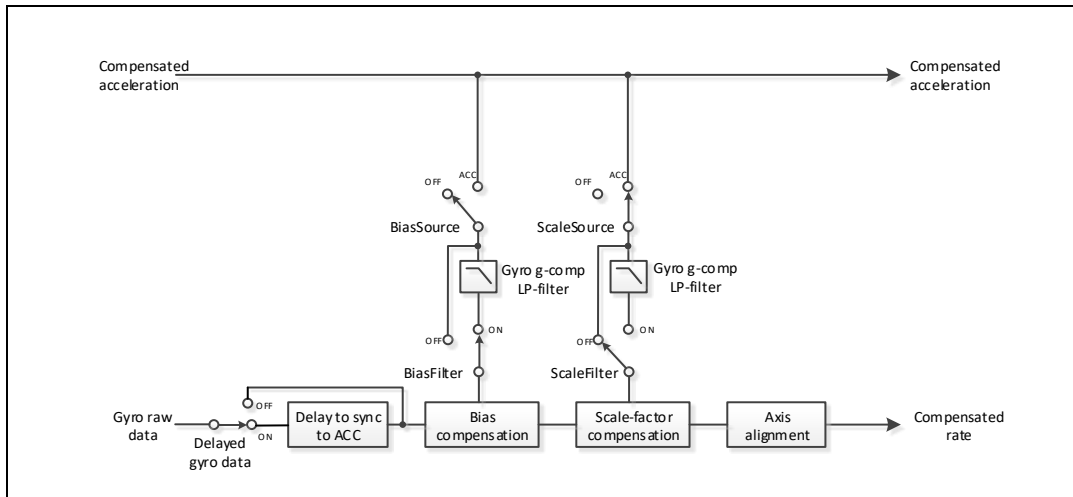 Compensated
acceleration
Compensated
acceleration
OFF
ACC
OFF
ACC
BiasSource
ScaleSource
Gyro g-comp
LP-filter
Gyro g-comp
LP-filter
OFF
ON
OFF
ON
BiasFilter
ScaleFilter
Gyro raw
data
OFF
ON
Delayed
gyro data
Delay to sync
to ACC
Bias
compensation
Scale-factor
compensation
Axis
alignment
Compensated
rate